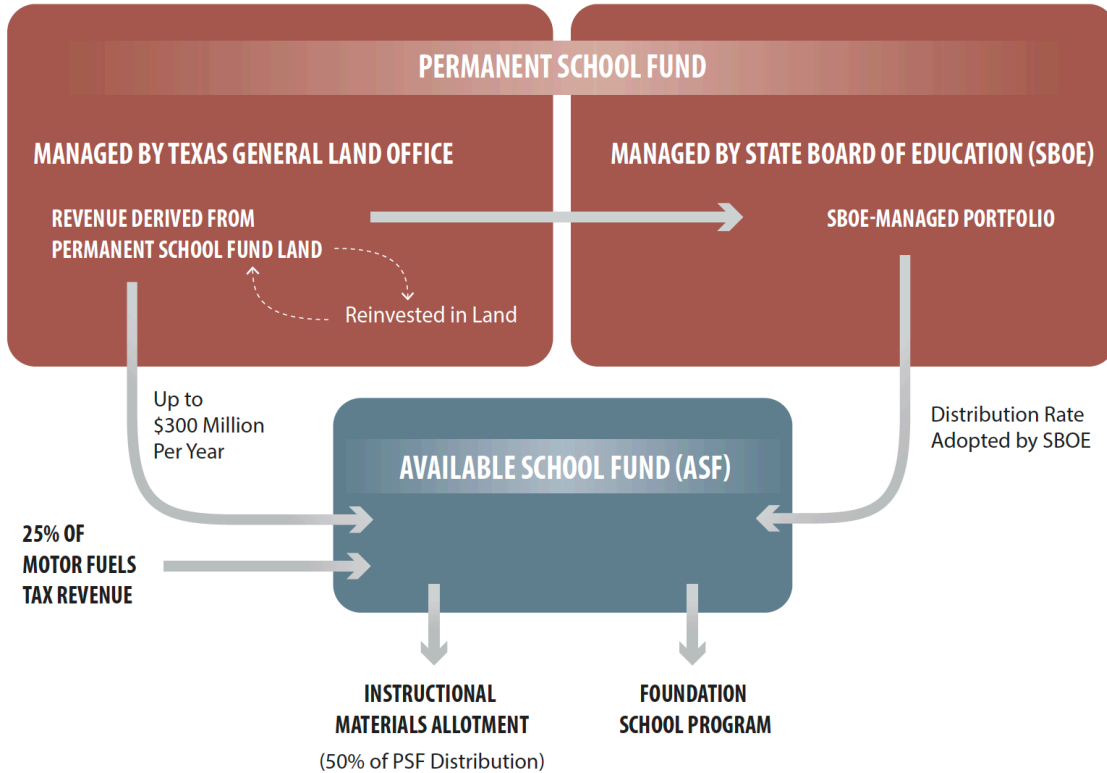 PERMANENT SCHOOL FUND
MANAGED BY TEXAS GENERAL LAND OFFICE
REVENUE DERIVED FROM
PERMANENT SCHOOL FUND LAND
Reinvested in Land
MANAGED BY STATE BOARD OF EDUCATION (SBOE)
SBOE-MANAGED PORTFOLIO
Up to
$300 Million
Per Year
Distribution Rate
Adopted by SBOE
AVAILABLE SCHOOL FUND (ASF)
25% OF
MOTOR FUELS
TAX REVENUE
INSTRUCTIONAL
MATERIALS ALLOTMENT
(50% of PSF Distribution)
FOUNDATION
SCHOOL PROGRAM